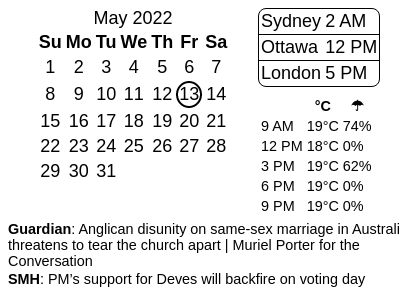 May 2022
Su Mo Tu We Th Fr Sa
1 2 3 4 5 6 7
8 9 10 11 12 13 14
15 16 17 18 19 20 21
22 23 24 25 26 27 28
29 30 31
Sydney 2 AM
Ottawa 12 PM
London 5 PM
°C ☂
9 AM 19°C 74%
12 PM 18°C 0%
3 PM 19°C 62%
6 PM 19°C 0%
9 PM 19°C 0%
Guardian: Anglican disunity on same-sex marriage in Australi
threatens to tear the church apart | Muriel Porter for the
Conversation
SMH: PM’s support for Deves will backfire on voting day